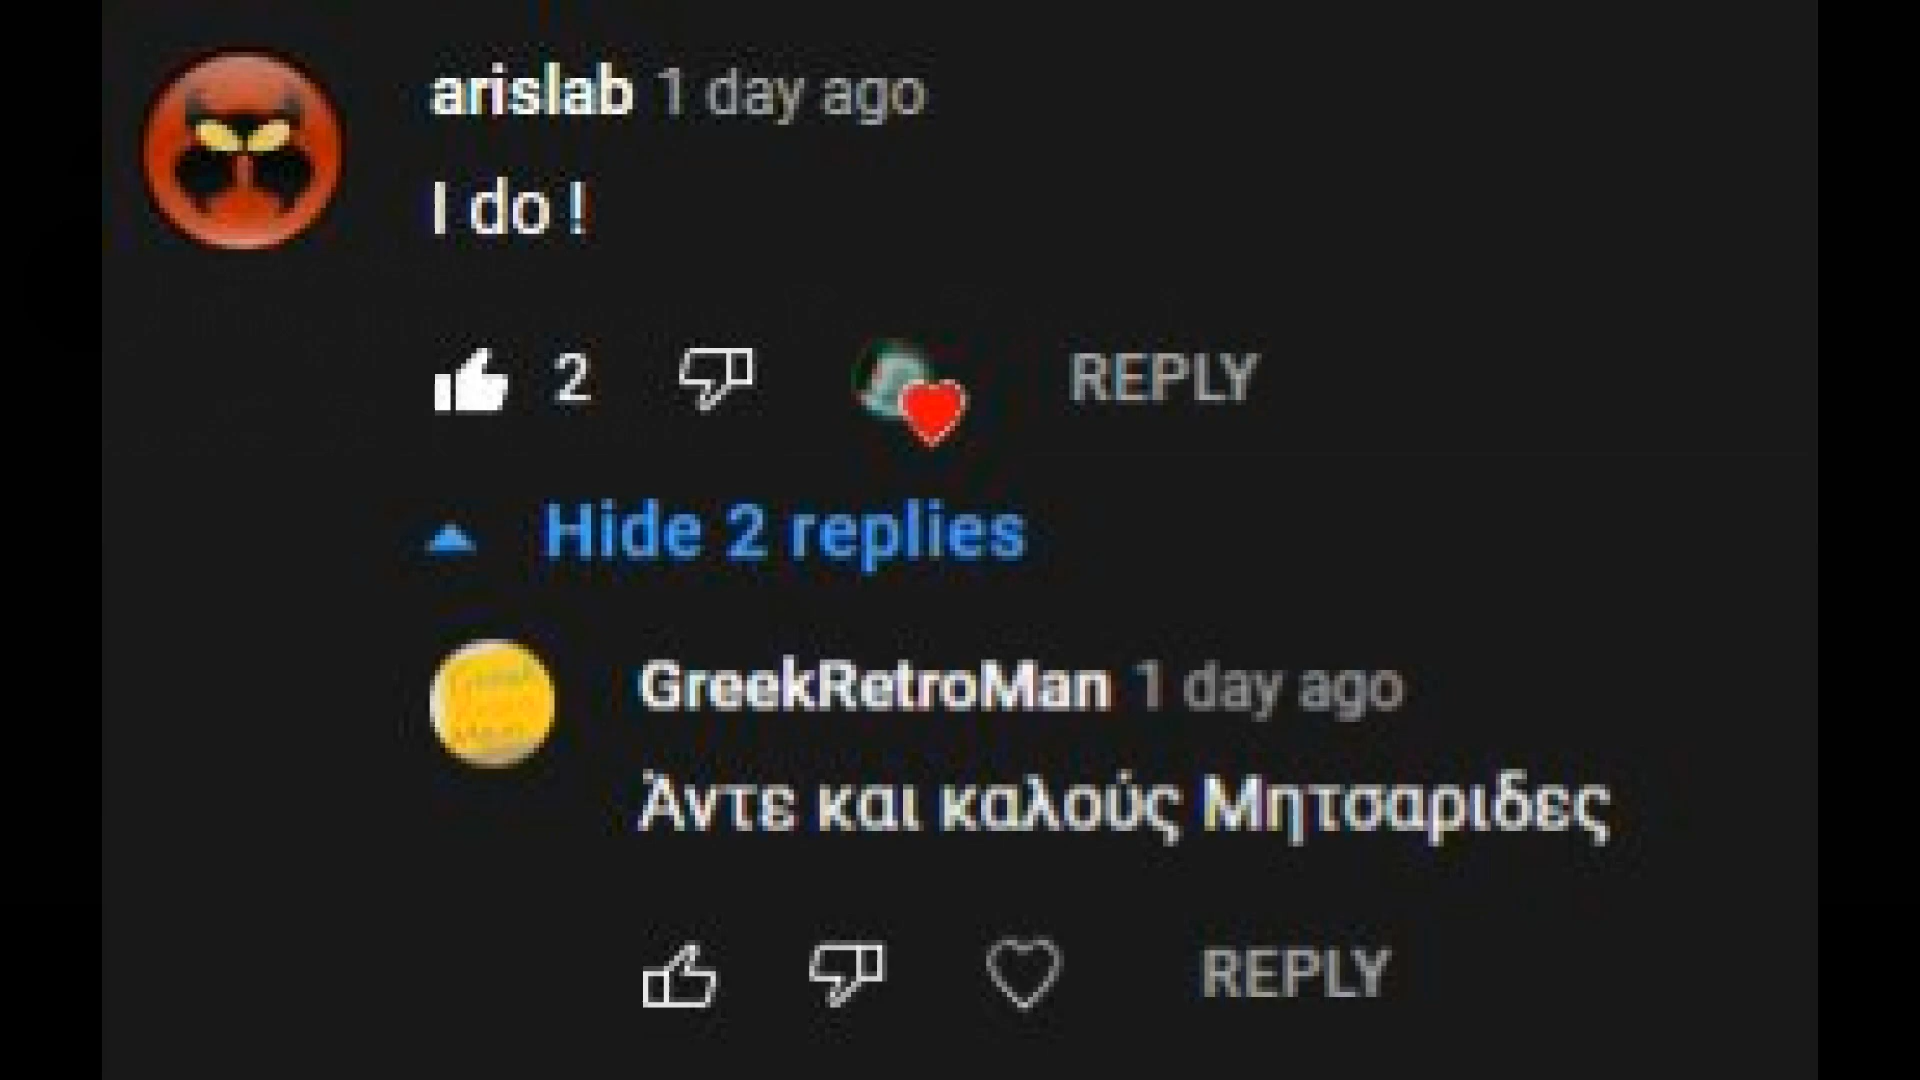 arislab 1 day ago
I do !
2 REPLY
Hide 2 replies
GreekRetroMan 1 day ago
Άντε και καλούς Μητσαριδες
REPLY